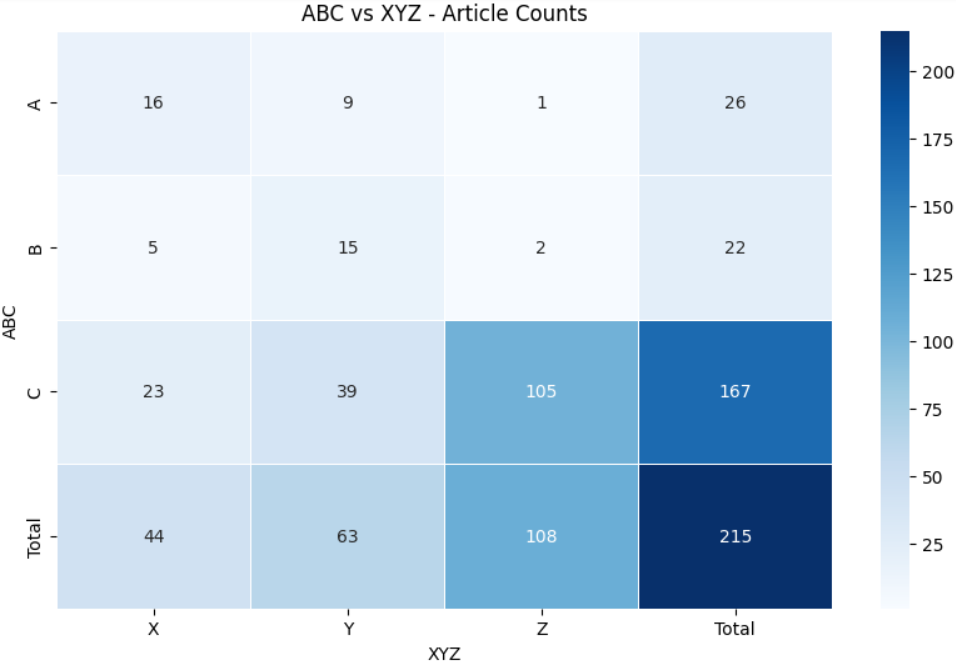 ABC vs XYZ - Article Counts
A 16 9 1 26
B 5 15 2 22
C 23 39 105 167
Total 44 63 108 215
X Y Z Total
XYZ
ABC
200
175
150
125
100
75
50
25